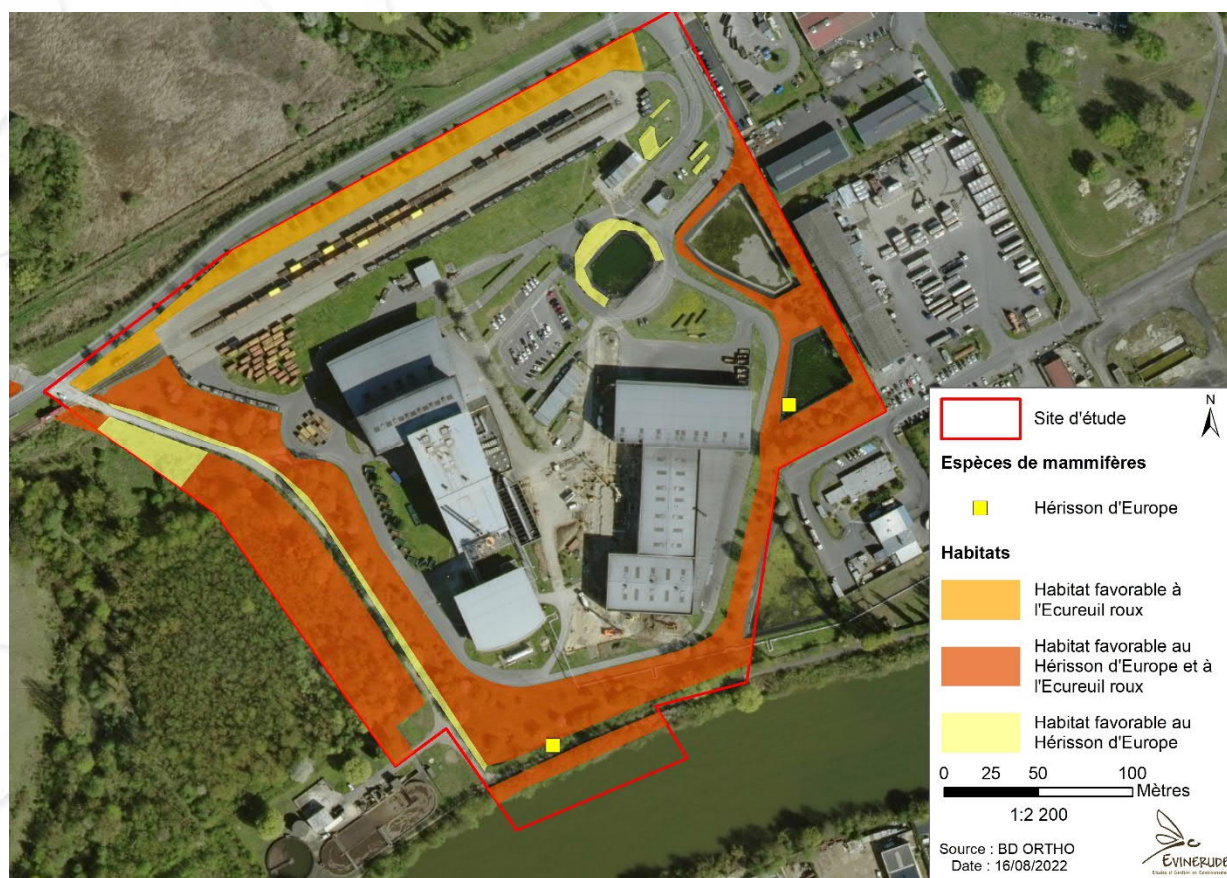 N
Site d'étude
Espèces de mammifères
Hérisson d'Europe
Habitats
Habitat favorable à
l'Ecureuil roux
Habitat favorable au
Hérisson d'Europe et à
l'Ecureuil roux
Habitat favorable au
Hérisson d'Europe
0 25 50 100
Mètres
1:2 200
Source : BD ORTHO
Date : 16/08/2022
EVINERUDE